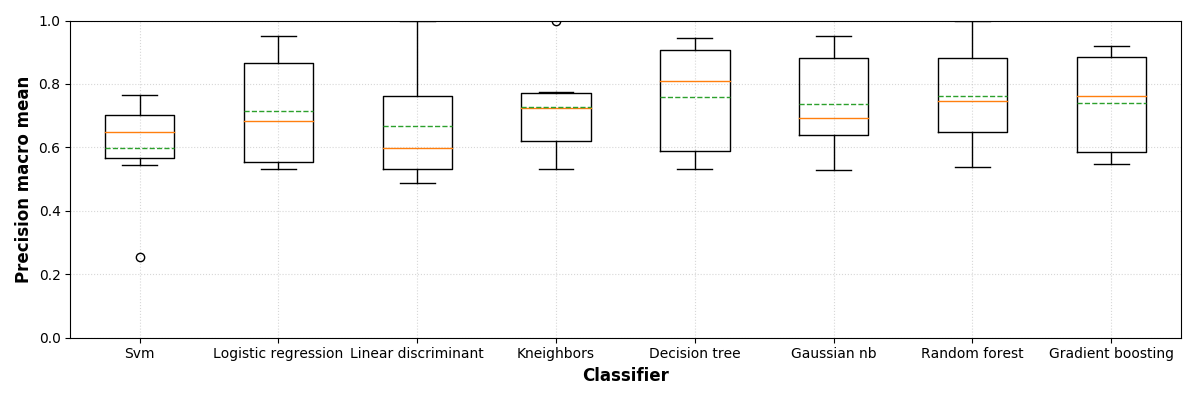 Precision macro mean
1.0
0.8
0.6
0.4
0.2
0.0
Svm Logistic regression Linear discriminant Kneighbors Decision tree Gaussian nb Random forest Gradient boosting
Classifier